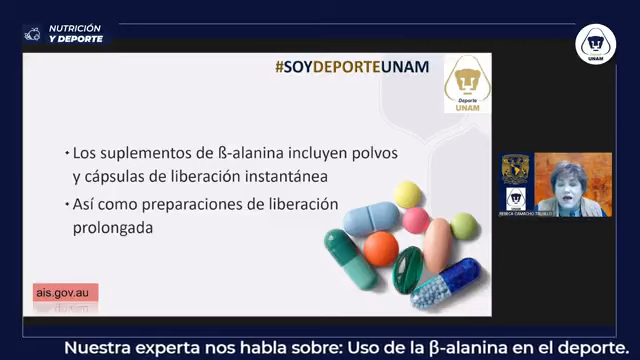 NUTRICIÓN
Y DEPORTE
UNAM
#SOYDEPORTEUNAM
Deporte
UNAM
• Los suplementos de ß-alanina incluyen polvos
y cápsulas de liberación instantánea
• Así como preparaciones de liberación
prolongada
UNAM
REBECA CAMACHO TRUJILLO
ais.gov.au
Nuestra experta nos habla sobre: Uso de la β-alanina en el deporte.